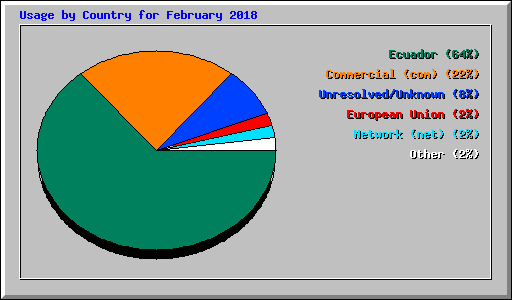 Usage by Country for February 2018
Ecuador (64%)
Commercial (com) (22%)
Unresolved/Unknown (8%)
European Union (2%)
Network (net) (2%)
Other (2%)